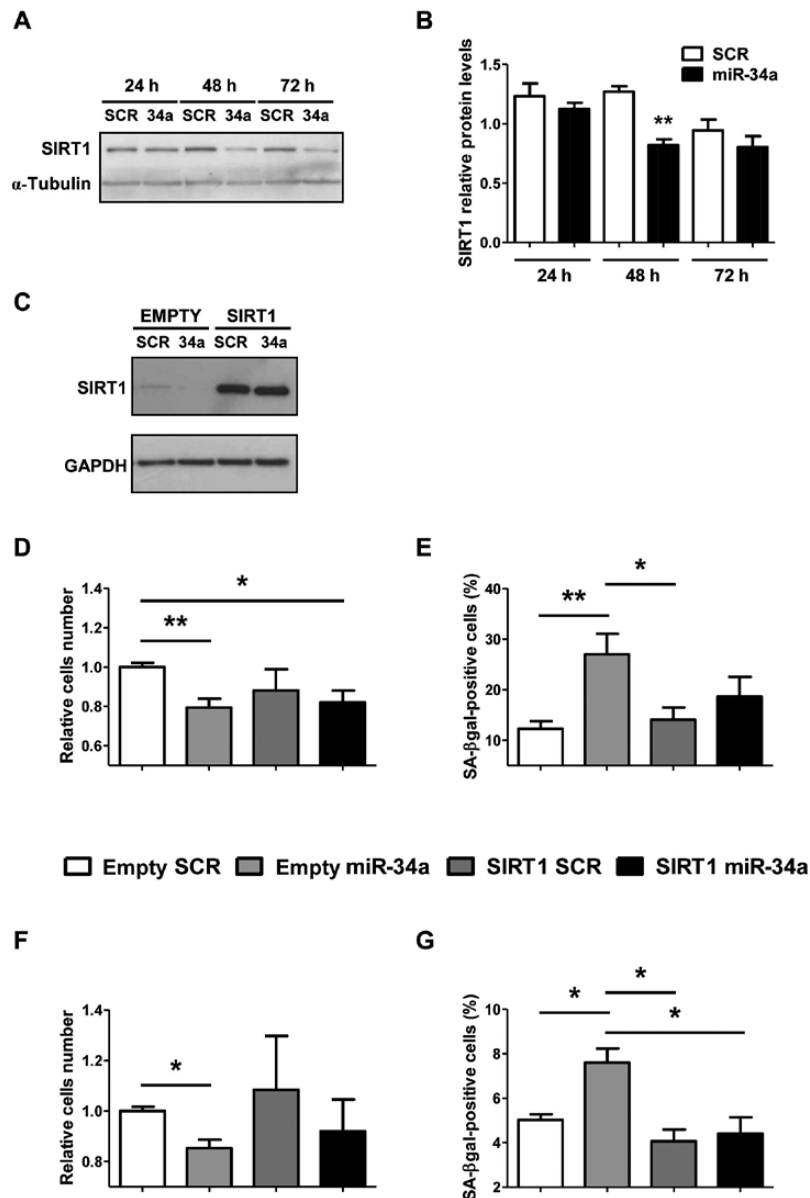 A
24 h 48 h 72 h
SCR 34a SCR 34a SCR 34a
SIRT1
α-Tubulin
B
SCR
miR-34a
SIRT1 relative protein levels
1.5
1.0
0.5
0.0
**
24 h 48 h 72 h
C
EMPTY SIRT1
SCR 34a SCR 34a
SIRT1
GAPDH
D
Relative cells number
1.4
1.2
1.0
0.8
0.6
*
**
E
SA-βgal-positive cells (%)
40
30
20
10
**
*
Empty SCR Empty miR-34a SIRT1 SCR SIRT1 miR-34a
F
Relative cells number
1.4
1.2
1.0
0.8
*
G
SA-βgal-positive cells (%)
10
8
6
4
2
*
*
*